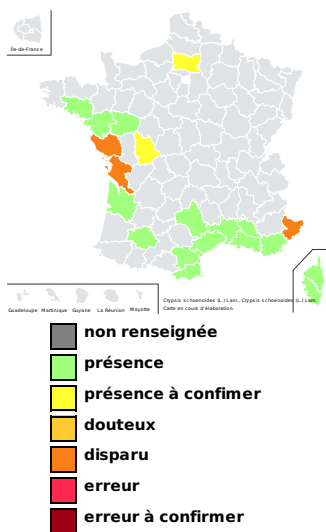 Île-de-France
Guadeloupe Martinique Guyane La Réunion Mayotte
Crypsis schoenoides (L.) Lam., Crypsis schoenoides (L.) Lam.
Carte en cours d'élaboration.
non renseignée
présence
présence à confimer
douteux
disparu
erreur
erreur à confirmer